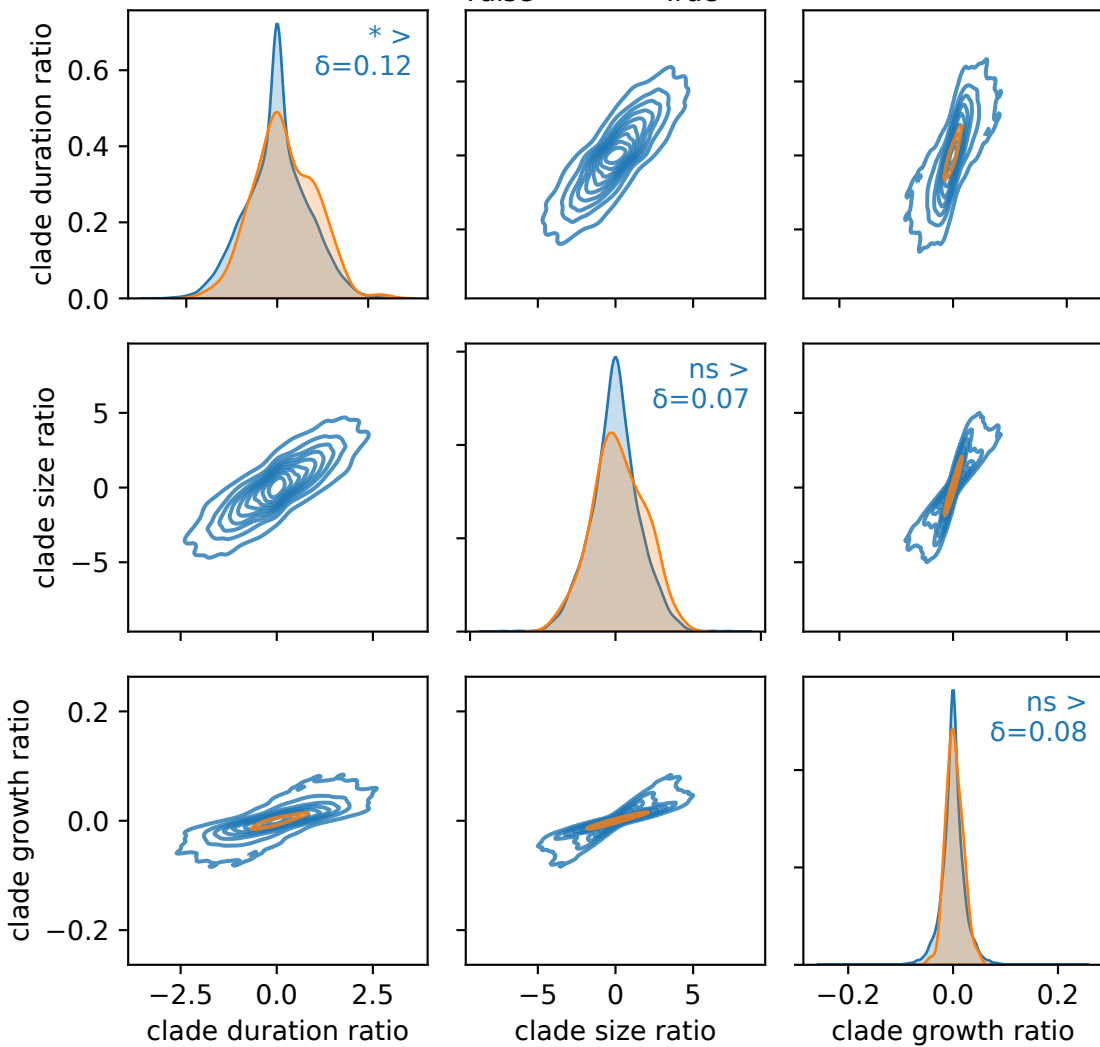 * >
δ=0.12
clade duration ratio
0.6
0.4
0.2
0.0
ns >
δ=0.07
clade size ratio
5
0
−5
ns >
δ=0.08
clade growth ratio
0.2
0.0
−0.2
−2.5 0.0 2.5
−5 0 5
−0.2 0.0 0.2
clade duration ratio
clade size ratio
clade growth ratio